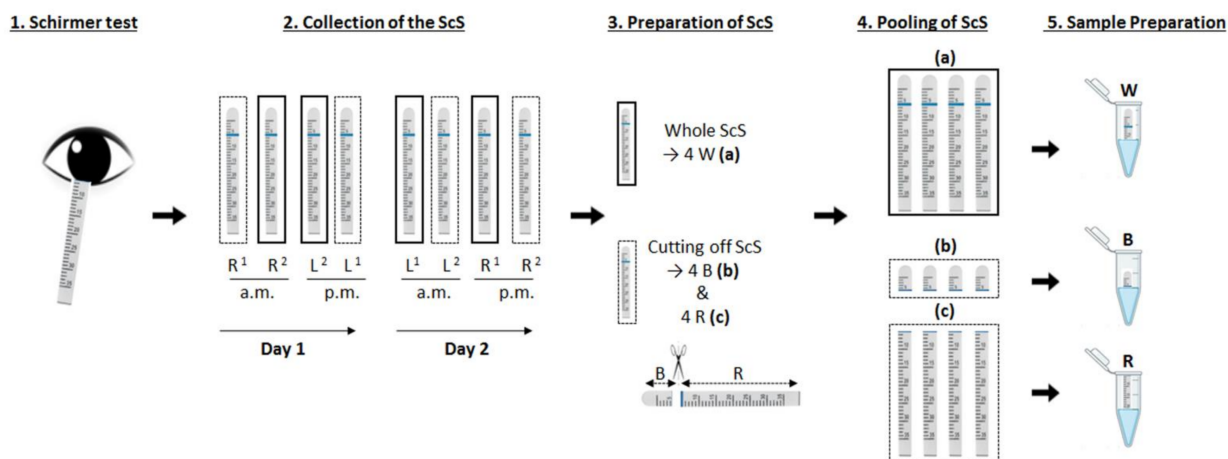 1. Schirmer test
2. Collection of the ScS
3. Preparation of ScS
4. Pooling of ScS
5. Sample Preparation
R¹ R² L² L¹ L¹ L² R¹ R²
a.m. p.m. a.m. p.m.
Day 1 Day 2
Whole ScS
→ 4 W (a)
Cutting off ScS
→ 4 B (b)
&
4 R (c)
B R
(a)
(b)
(c)
W
B
R